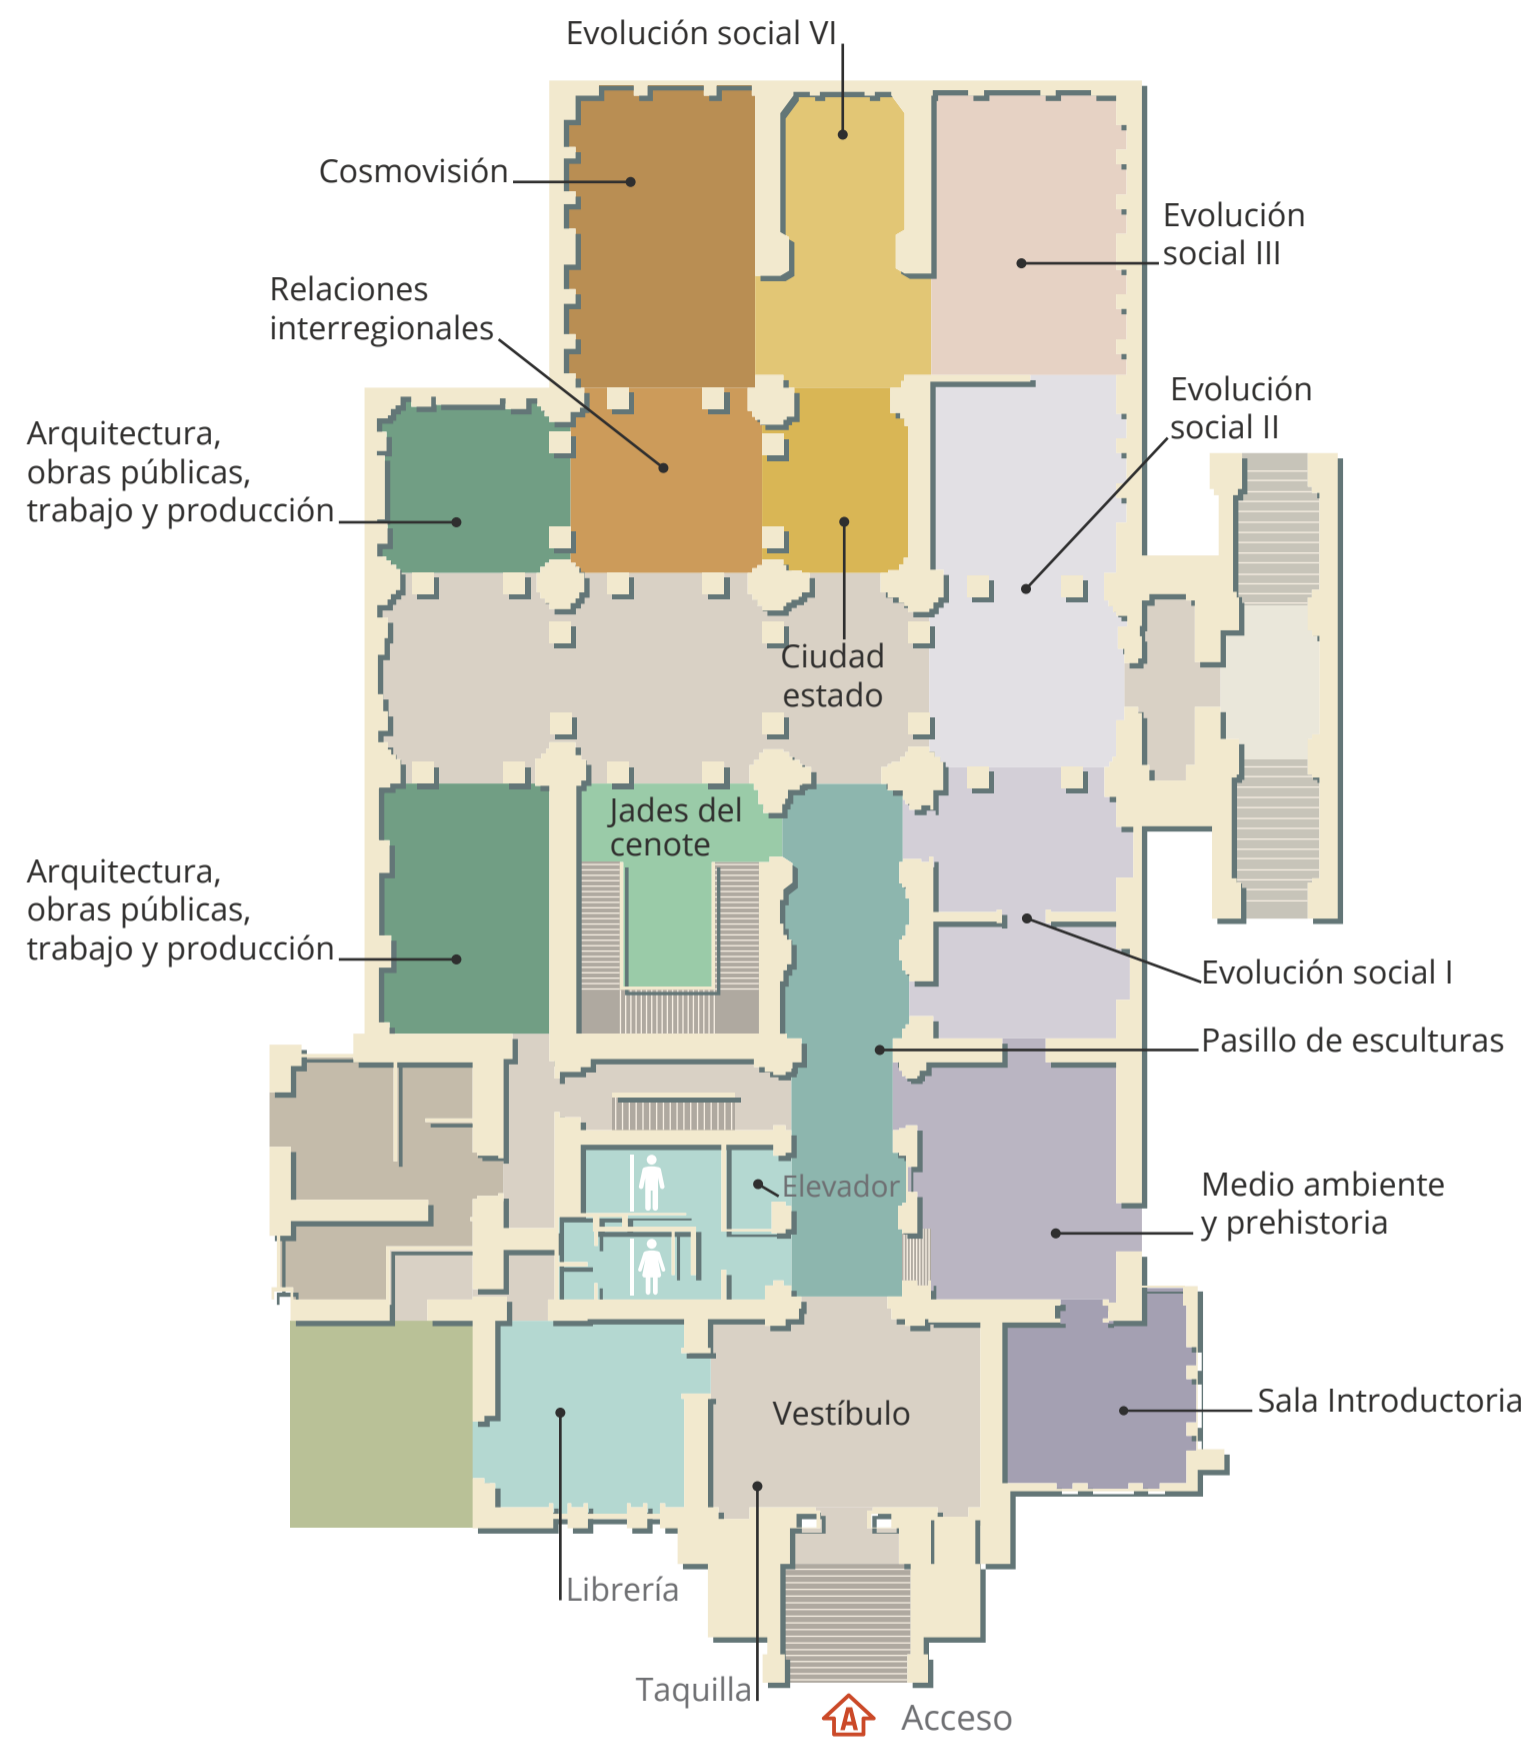 Evolución social VI
Cosmovisión
Evolución
social III
Relaciones
interregionales
Evolución
social II
Arquitectura,
obras públicas,
trabajo y producción
Ciudad
estado
Jades del
cenote
Arquitectura,
obras públicas,
trabajo y producción
Evolución social I
Pasillo de esculturas
Elevador
Medio ambiente
y prehistoria
Sala Introductoria
Vestíbulo
Librería
Taquilla
A
Acceso